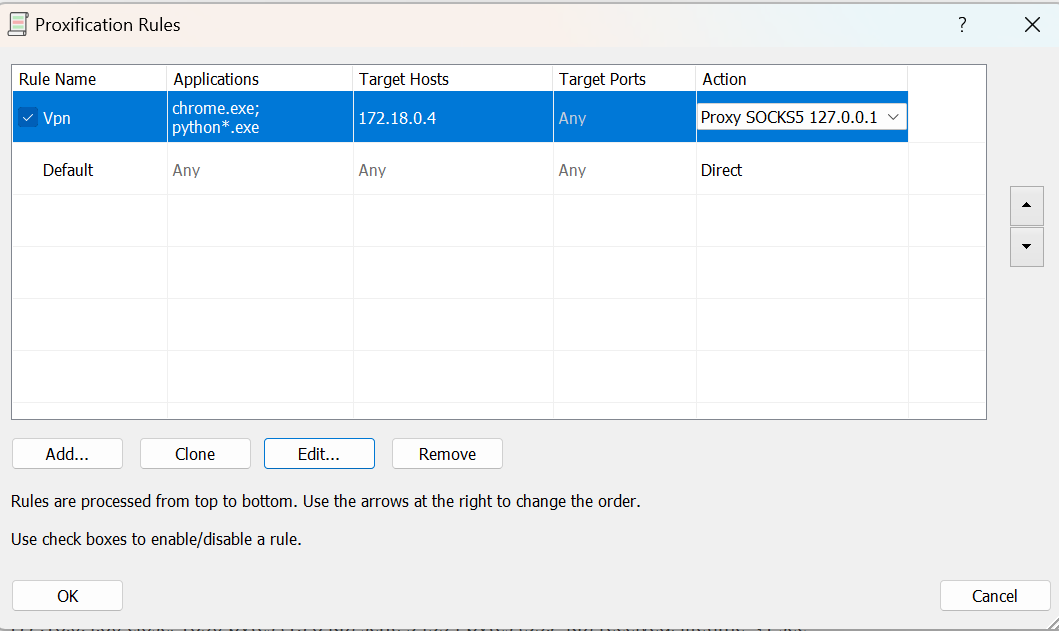 Proxification Rules
?
Rule Name Applications Target Hosts Target Ports Action
Vpn chrome.exe; python*.exe 172.18.0.4 Any Proxy SOCKS5 127.0.0.1
Default Any Any Any Direct
Add... Clone Edit... Remove
Rules are processed from top to bottom. Use the arrows at the right to change the order.
Use check boxes to enable/disable a rule.
OK Cancel